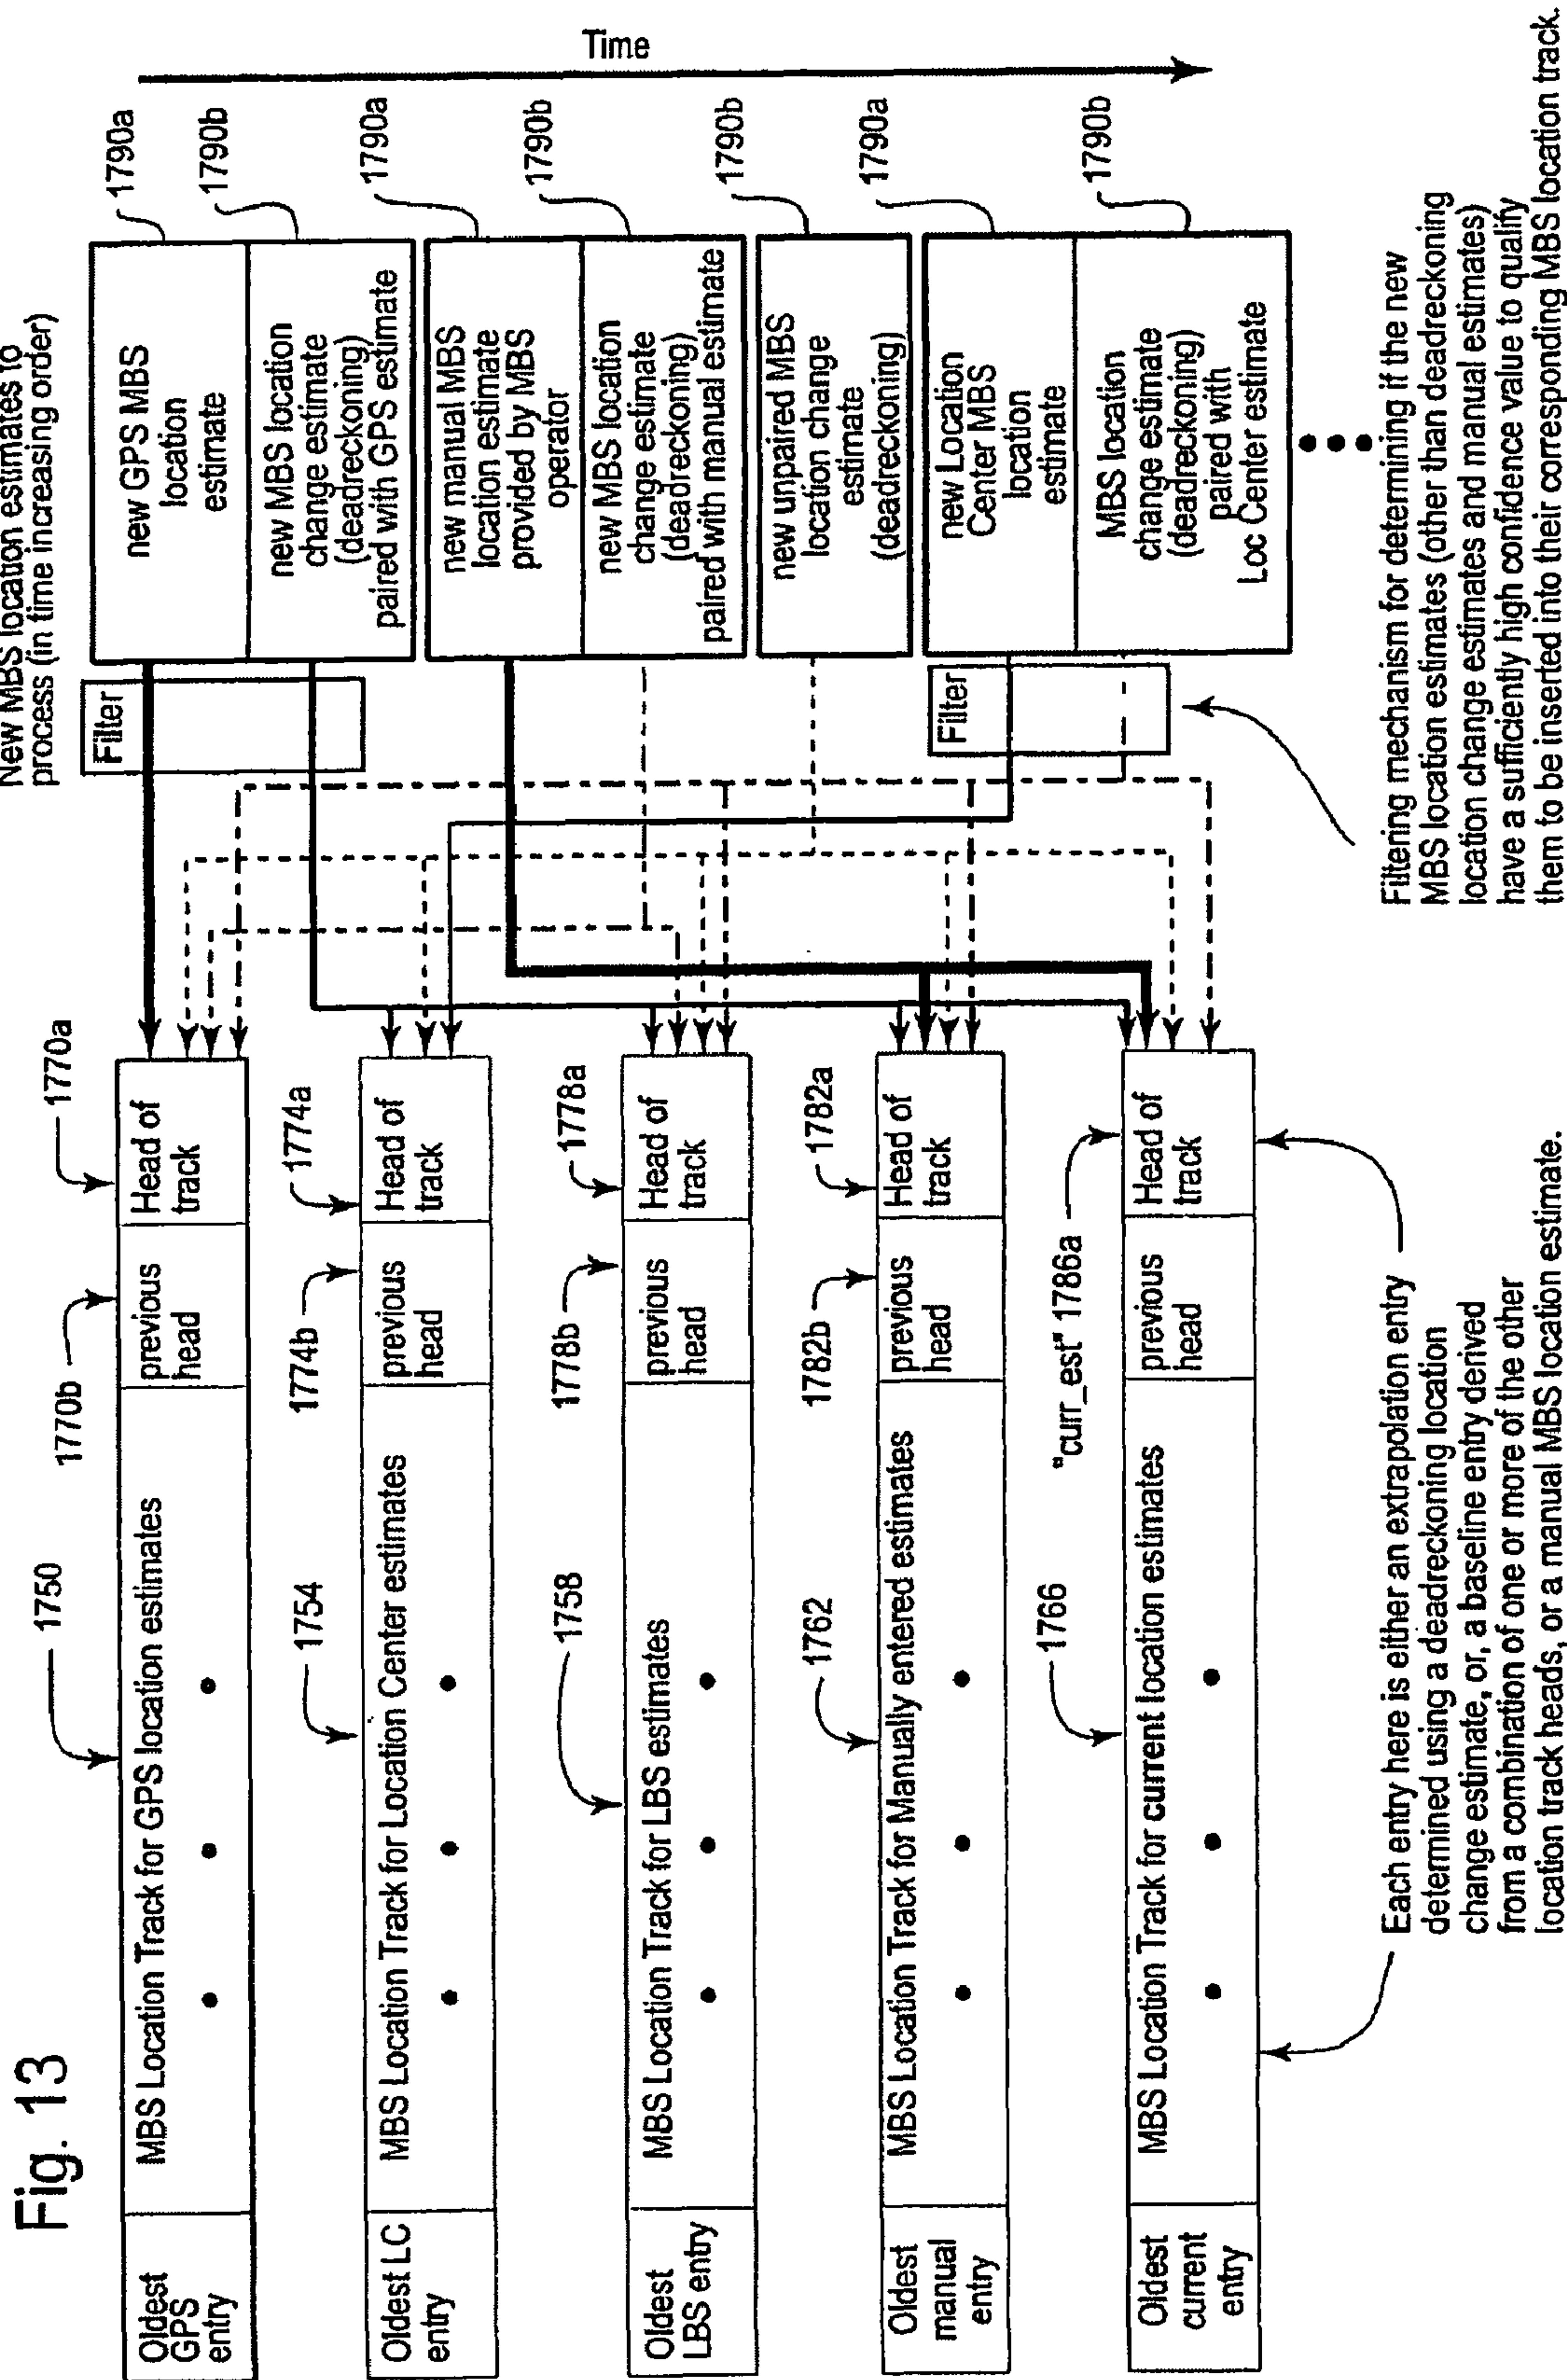 Fig. 13
New MBS location estimates to
process (in time increasing order)
Oldest
GPS
entry
MBS Location Track for GPS location estimates
1750
previous
head
1770b
Head of
track
1770a
Oldest LC
entry
MBS Location Track for Location Center estimates
1754
previous
head
1774b
Head of
track
1774a
Oldest
LBS entry
MBS Location Track for LBS estimates
1758
previous
head
1778b
Head of
track
1778a
Oldest
manual
entry
MBS Location Track for Manually entered estimates
1762
previous
head
1782b
Head of
track
1782a
Oldest
current
entry
MBS Location Track for current location estimates
1766
previous
head
"curr_est" 1786a
Head of
track
Filter
Filter
new GPS MBS
location
estimate
1790a
new MBS location
change estimate
(deadreckoning)
paired with GPS estimate
1790b
new manual MBS
location estimate
provided by MBS
operator
1790a
new MBS location
change estimate
(deadreckoning)
paired with manual estimate
1790b
new unpaired MBS
location change
estimate
(deadreckoning)
1790b
new Location
Center MBS
location
estimate
1790a
MBS location
change estimate
(deadreckoning)
paired with
Loc Center estimate
1790b
Time
Each entry here is either an extrapolation entry
determined using a deadreckoning location
change estimate, or, a baseline entry derived
from a combination of one or more of the other
location track heads, or a manual MBS location estimate.
Filtering mechanism for determining if the new
MBS location estimates (other than deadreckoning
location change estimates and manual estimates)
have a sufficiently high confidence value to qualify
them to be inserted into their corresponding MBS location track.